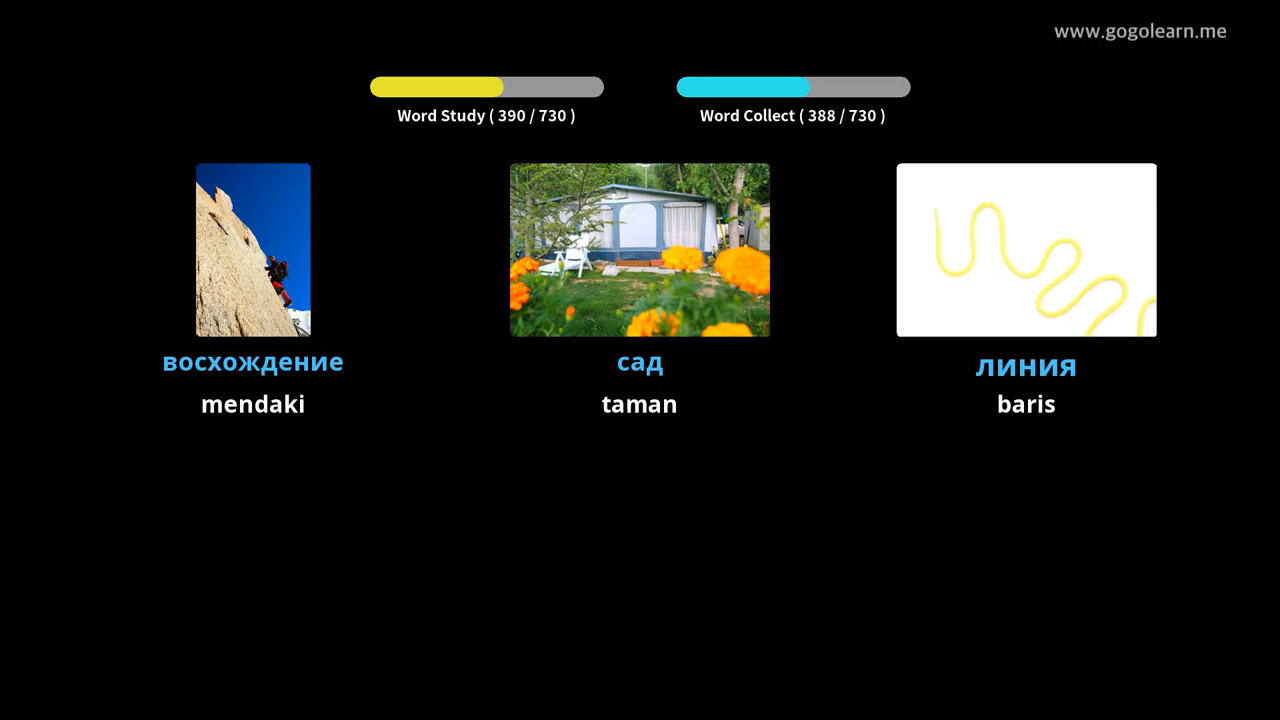 www.gogolearn.me
Word Study ( 390 / 730 )
Word Collect ( 388 / 730 )
восхождение
сад
линия
mendaki
taman
baris